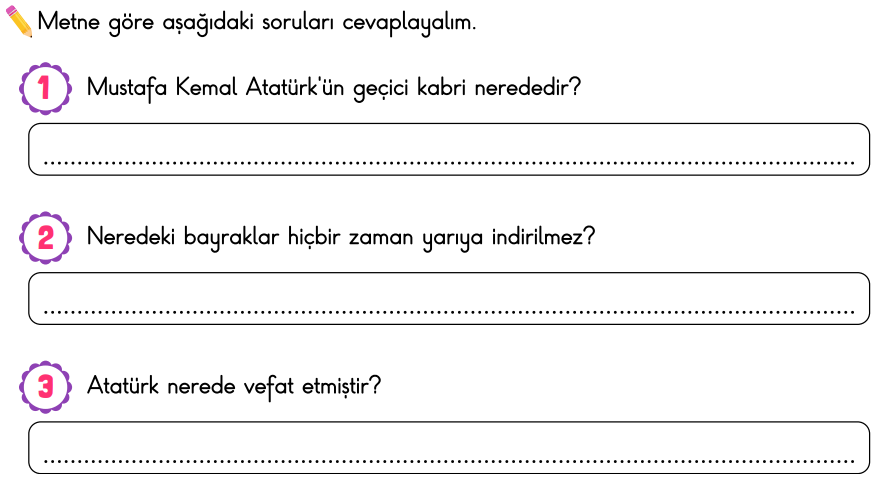 Metne göre aşağıdaki soruları cevaplayalım.
1 Mustafa Kemal Atatürk'ün geçici kabri nerededir?
2 Neredeki bayraklar hiçbir zaman yarıya indirilmez?
3 Atatürk nerede vefat etmiştir?